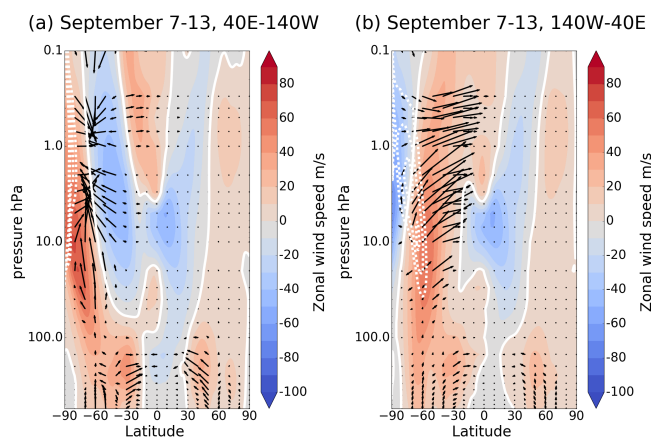 (a) September 7-13, 40E-140W
(b) September 7-13, 140W-40E
0.1
1.0
10.0
100.0
pressure hPa
−90 −60 −30 0 30 60 90
Latitude
80
60
40
20
0
-20
-40
-60
-80
-100
Zonal wind speed m/s
0.1
1.0
10.0
100.0
pressure hPa
−90 −60 −30 0 30 60 90
Latitude
80
60
40
20
0
-20
-40
-60
-80
-100
Zonal wind speed m/s